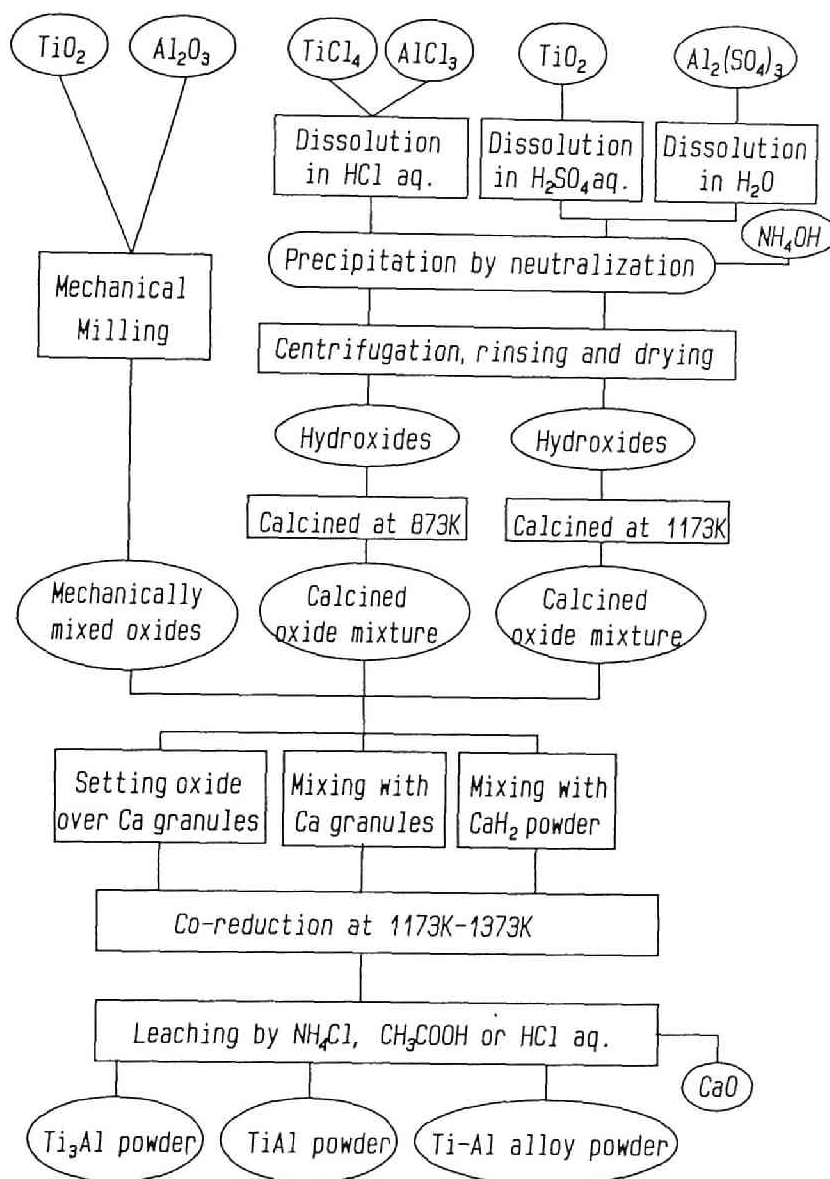 TiO₂
Al₂O₃
TiCl₄
AlCl₃
TiO₂
Al₂(SO₄)₃
Dissolution
in HCl aq.
Dissolution
in H₂SO₄ aq.
Dissolution
in H₂O
NH₄OH
Precipitation by neutralization
Mechanical
Milling
Centrifugation, rinsing and drying
Hydroxides
Hydroxides
Calcined at 873K
Calcined at 1173K
Mechanically
mixed oxides
Calcined
oxide mixture
Calcined
oxide mixture
Setting oxide
over Ca granules
Mixing with
Ca granules
Mixing with
CaH₂ powder
Co-reduction at 1173K-1373K
Leaching by NH₄Cl, CH₃COOH or HCl aq.
CaO
Ti₃Al powder
TiAl powder
Ti-Al alloy powder